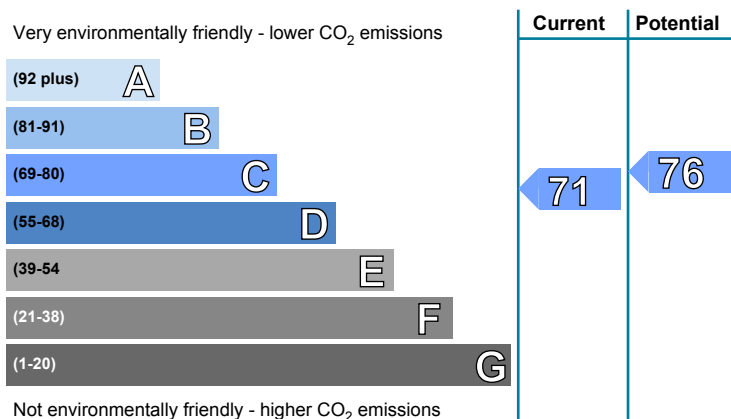 Very environmentally friendly - lower CO2 emissions
Current
Potential
(92 plus) A
(81-91) B
(69-80) C
(55-68) D
(39-54 E
(21-38) F
(1-20) G
71
76
Not environmentally friendly - higher CO2 emissions